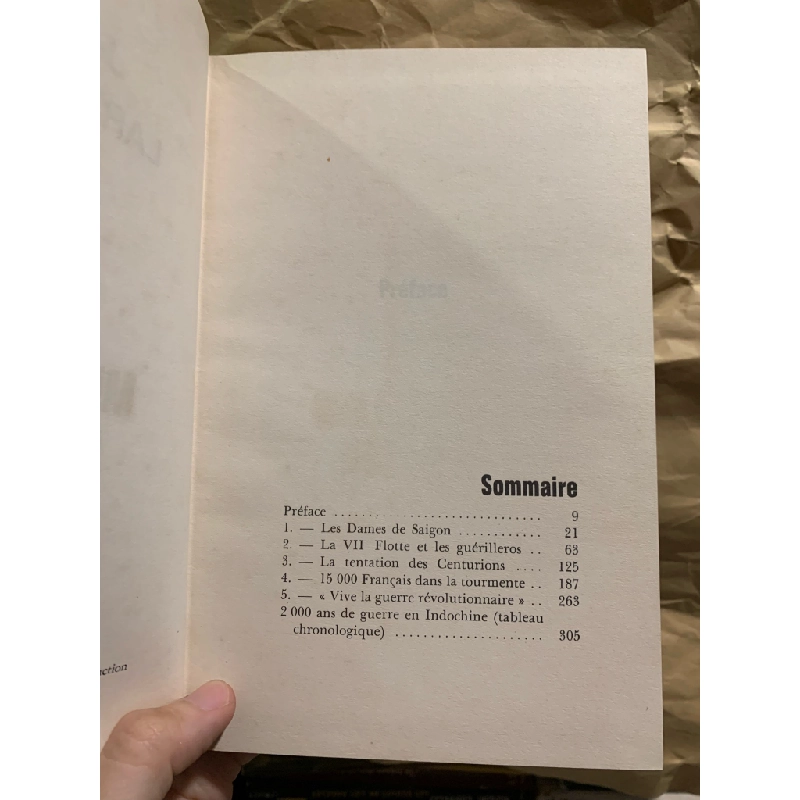 Préface
Sommaire
Préface ................................ 9
1. — Les Dames de Saigon ............ 21
2. — La VII Flotte et les guérilleros .. 63
3. — La tentation des Centurions .... 125
4. — 15 000 Français dans la tourmente .. 187
5. — « Vive la guerre révolutionnaire » .. 263
2 000 ans de guerre en Indochine (tableau
chronologique) ...................... 305